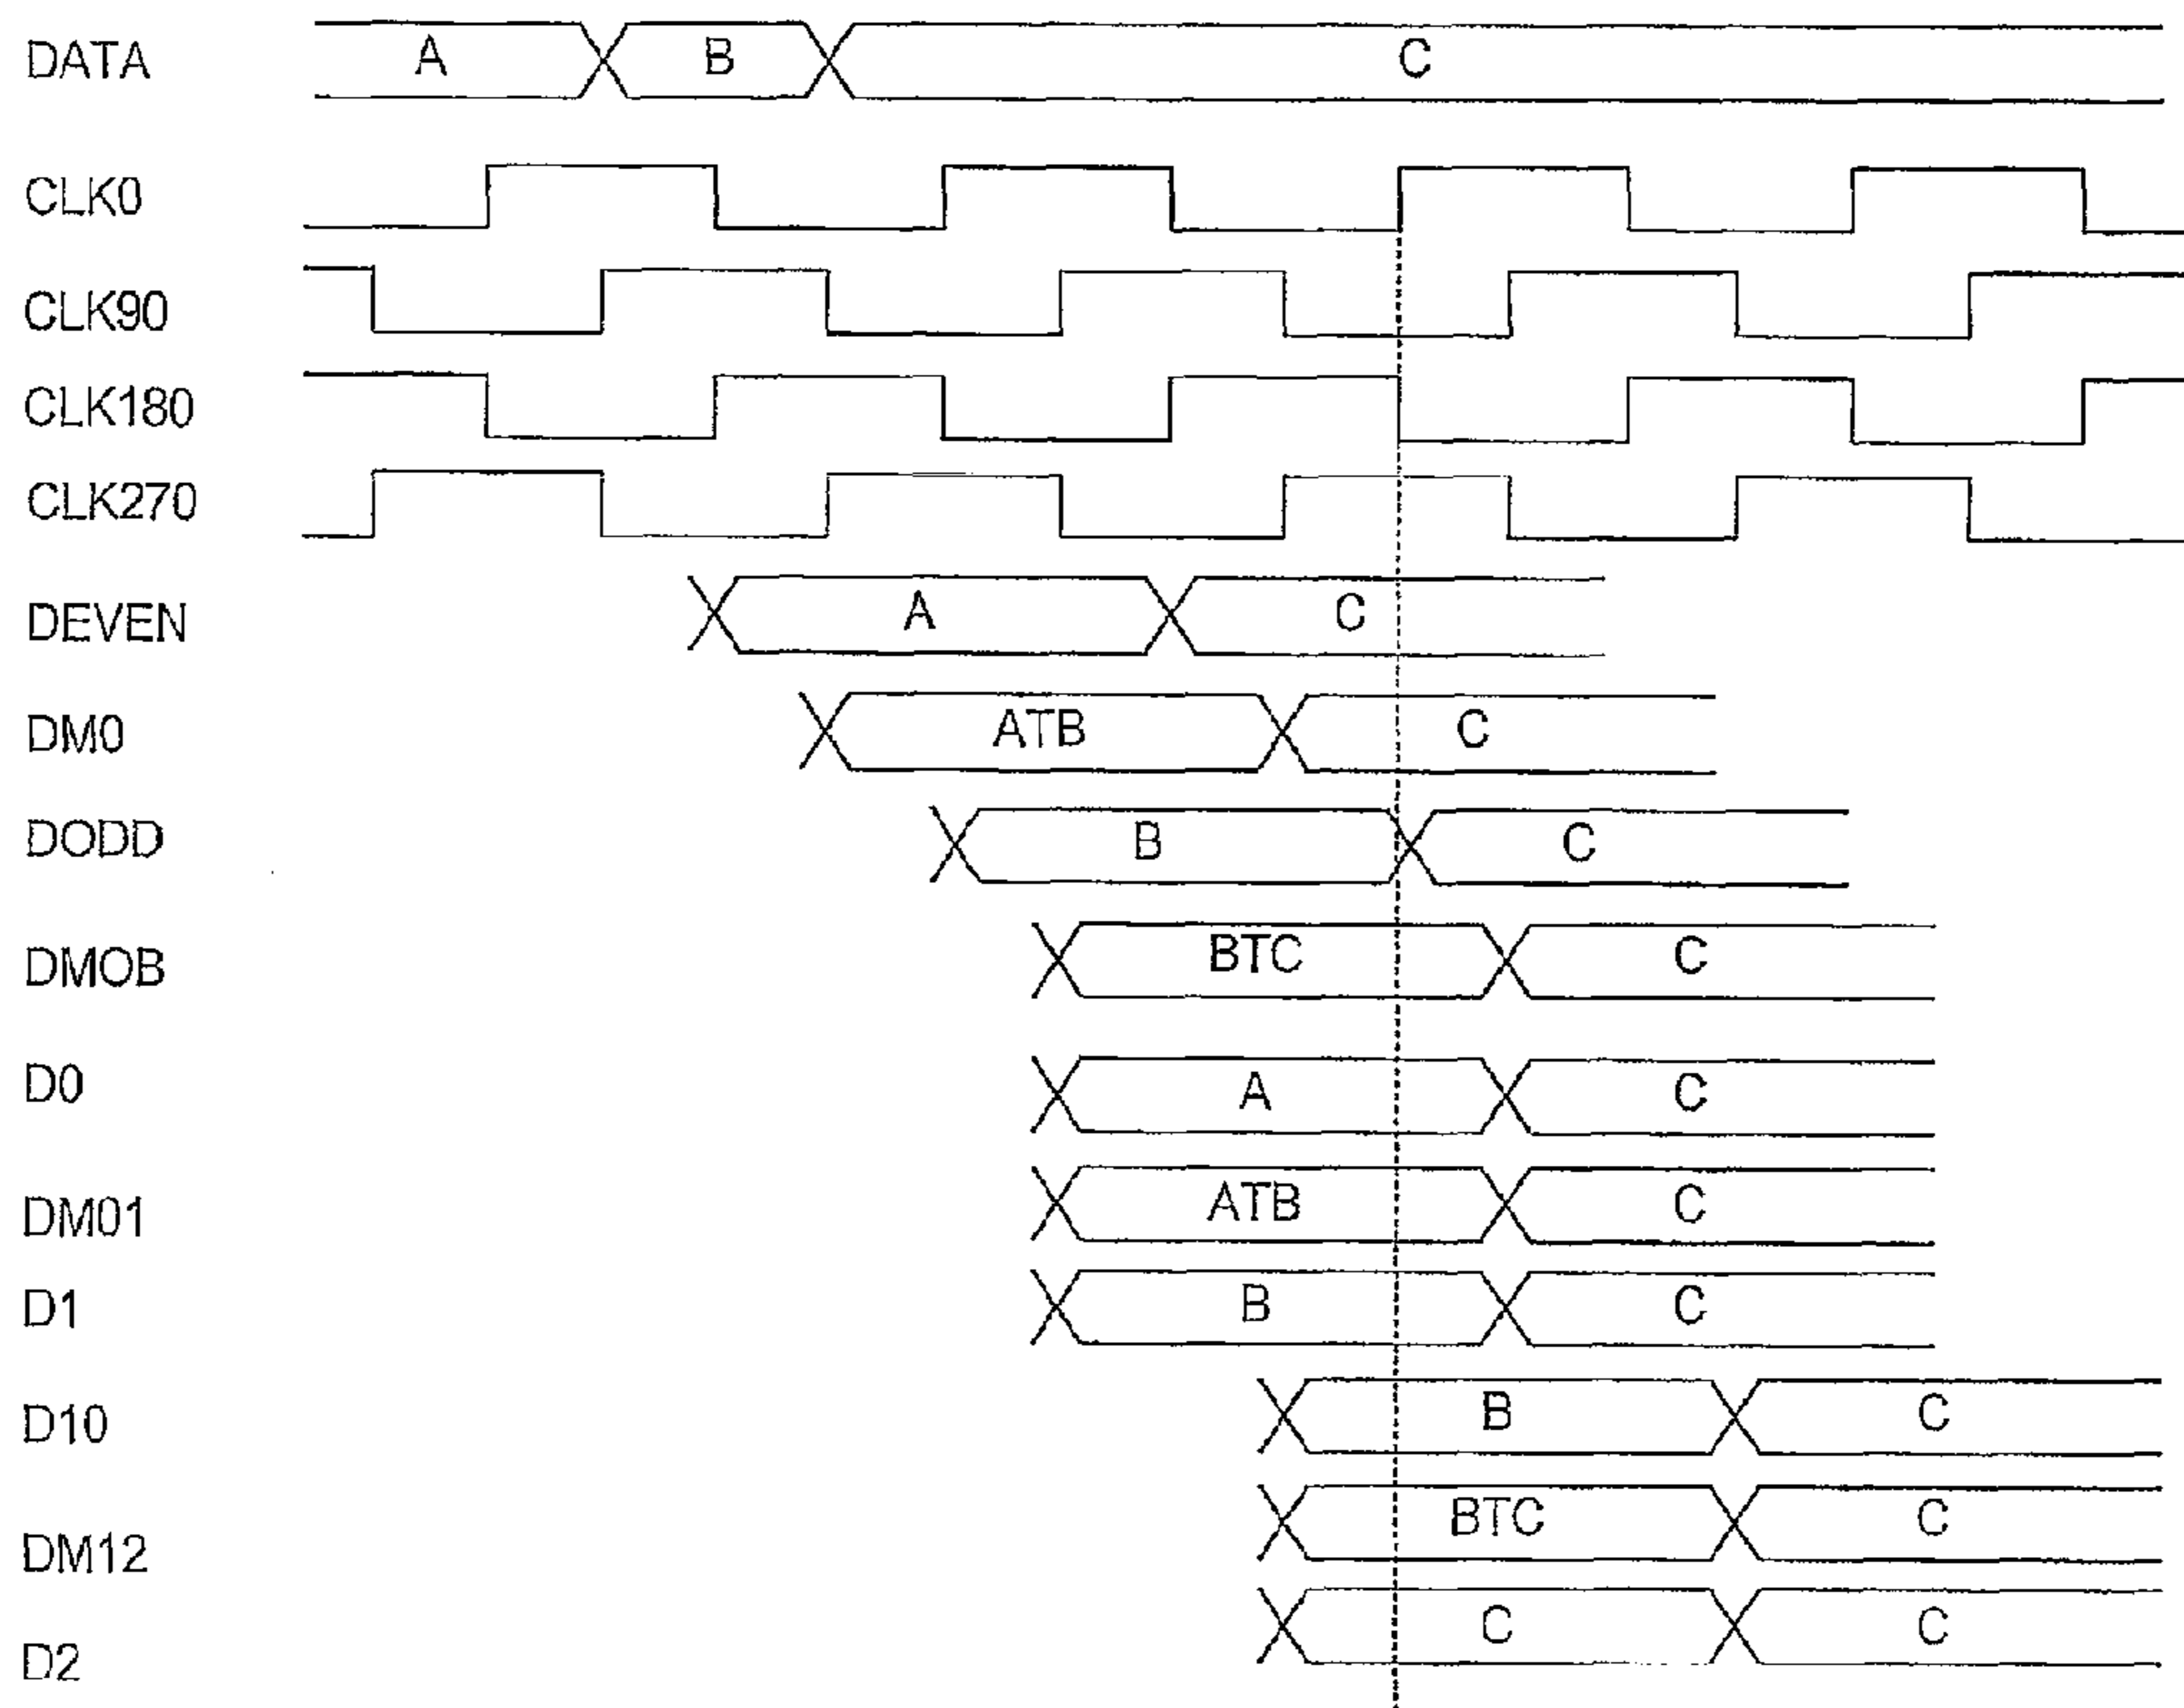 DATA A B C
CLK0
CLK90
CLK180
CLK270
DEVEN A C
DM0 ATB C
DODD B C
DMOB BTC C
D0 A C
DM01 ATB C
D1 B C
D10 B C
DM12 BTC C
D2 C C